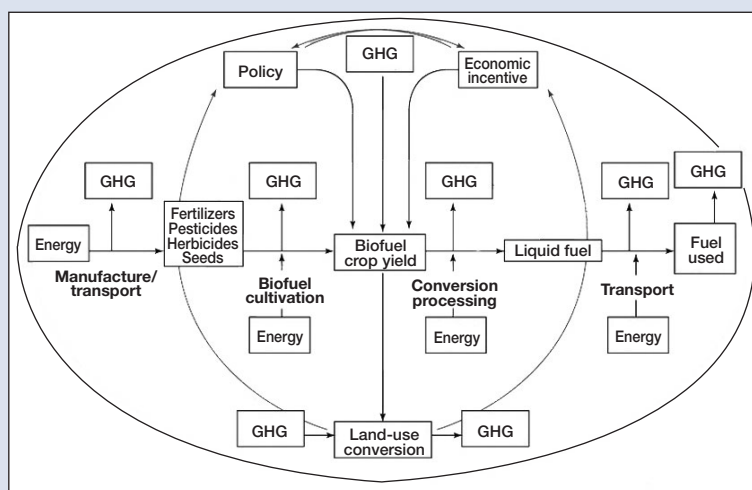 GHG
Policy
Economic
incentive
GHG
GHG
GHG
GHG
GHG
Energy
Fertilizers
Pesticides
Herbicides
Seeds
Biofuel
crop yield
Liquid fuel
Fuel
used
Manufacture/
transport
Biofuel
cultivation
Conversion
processing
Transport
Energy
Energy
Energy
GHG
Land-use
conversion
GHG